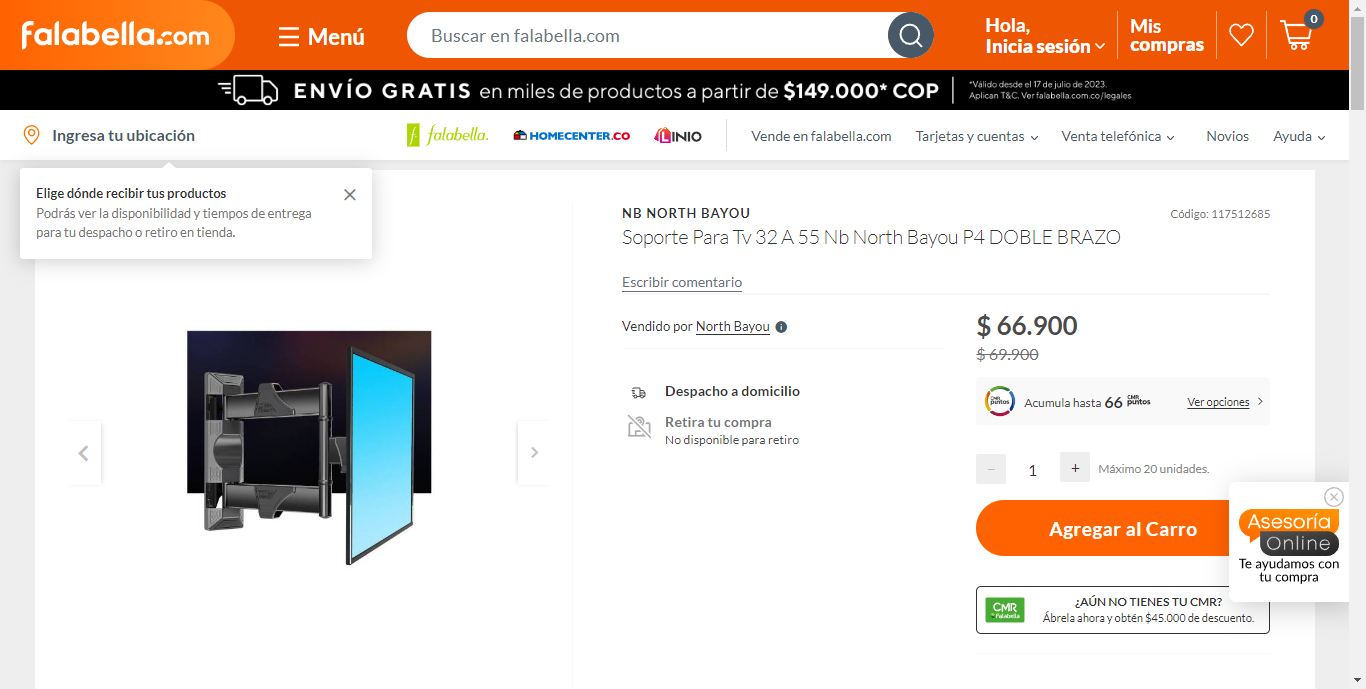 falabella.com
Menú
Buscar en falabella.com
Hola,
Inicia sesión
Mis
compras
0
ENVÍO GRATIS en miles de productos a partir de $149.000* COP
*Válido desde el 17 de julio de 2023.
Aplican T&C. Ver falabella.com.co/legales
Ingresa tu ubicación
falabella.
HOMECENTER.CO
LINIO
Vende en falabella.com
Tarjetas y cuentas
Venta telefónica
Novios
Ayuda
Elige dónde recibir tus productos
Podrás ver la disponibilidad y tiempos de entrega
para tu despacho o retiro en tienda.
NB NORTH BAYOU
Código: 117512685
Soporte Para Tv 32 A 55 Nb North Bayou P4 DOBLE BRAZO
Escribir comentario
Vendido por North Bayou
$ 66.900
$ 69.900
Despacho a domicilio
Retira tu compra
No disponible para retiro
CMR puntos
Acumula hasta 66 CMR puntos
Ver opciones
- 1 + Máximo 20 unidades.
Agregar al Carro
Asesoría
Online
Te ayudamos con
tu compra
CMR
Falabella
¿AÚN NO TIENES TU CMR?
Ábrela ahora y obtén $45.000 de descuento.